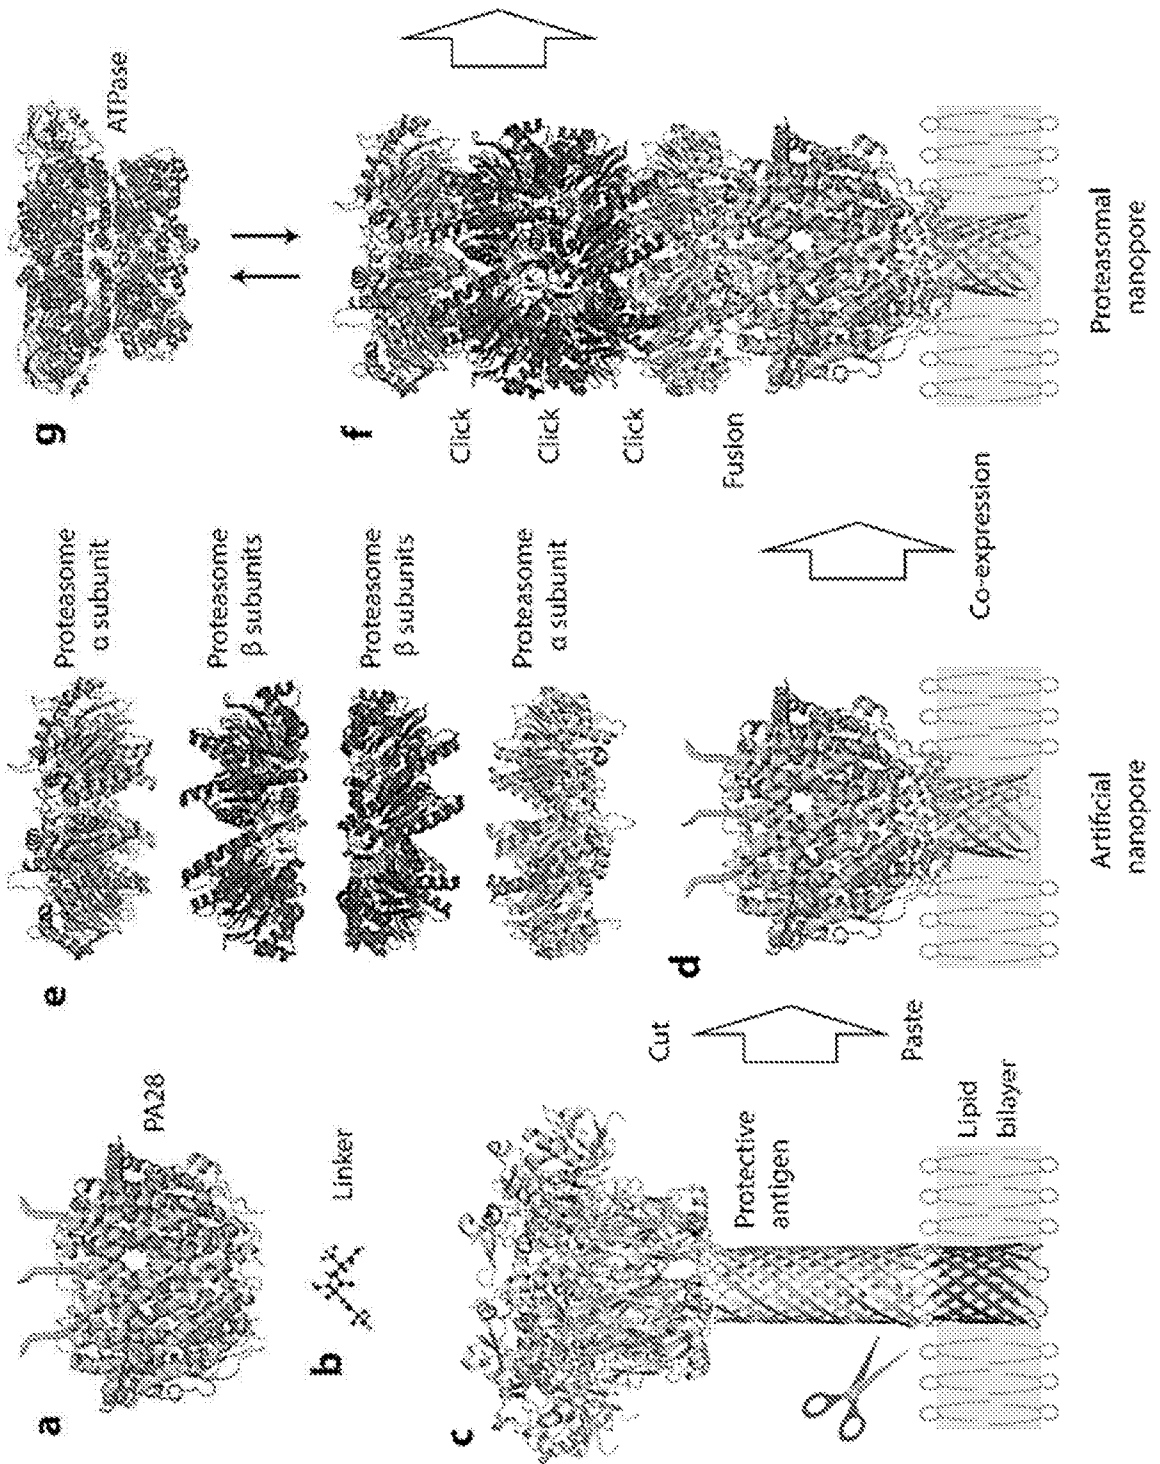 a
PA28
b
Linker
c
Protective
antigen
Lipid
bilayer
Cut
Paste
d
Artificial
nanopore
e
Proteasome
α subunit
Proteasome
β subunits
Proteasome
β subunits
Proteasome
α subunit
Co-expression
f
Click
Click
Click
Fusion
Proteasomal
nanopore
g
ATPase